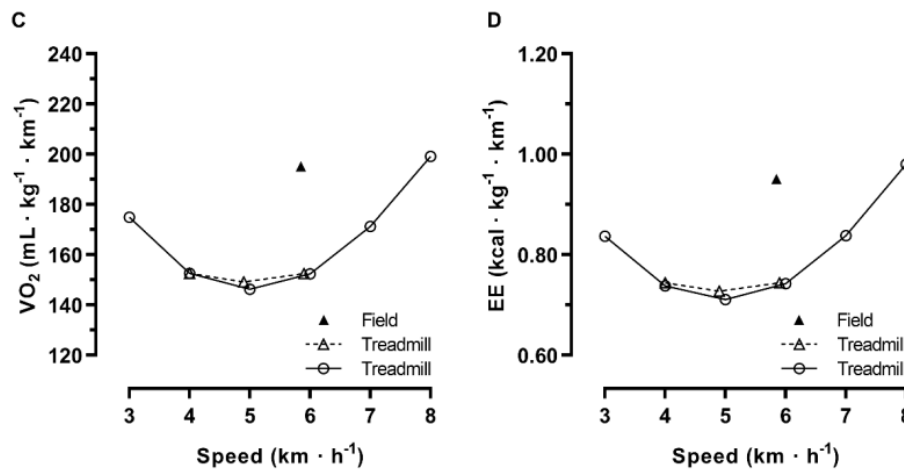 C
VO₂ (mL · kg⁻¹ · km⁻¹)
240
220
200
180
160
140
120
Field
Treadmill
Treadmill
3 4 5 6 7 8
Speed (km · h⁻¹)
D
EE (kcal · kg⁻¹ · km⁻¹)
1.20
1.00
0.80
0.60
Field
Treadmill
Treadmill
3 4 5 6 7 8
Speed (km · h⁻¹)